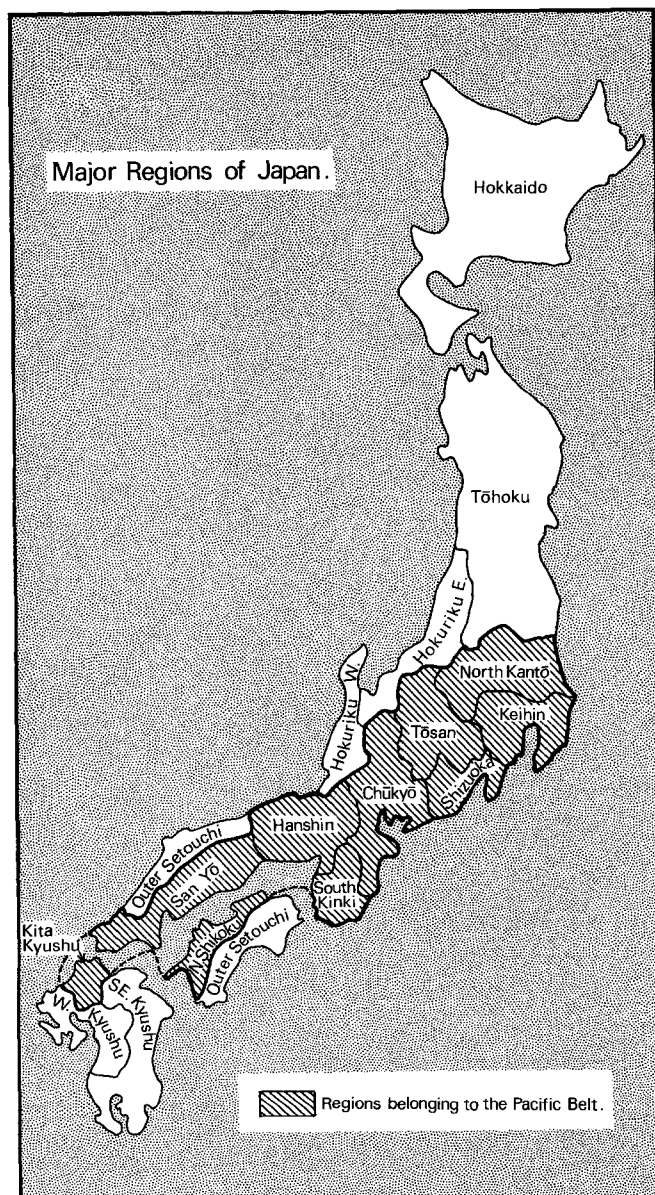 Major Regions of Japan.
Hokkaido
Tōhoku
Hokuriku E.
Hokuriku W.
North Kantō
Keihin
Tōsan
Shizuoka
Chūkyō
Hanshin
Outer Setouchi
San Yō
South
Kinki
N. Shikoku
Outer Setouchi
Kita
Kyushu
W.
Kyushu
S.E. Kyushu
Regions belonging to the Pacific Belt.